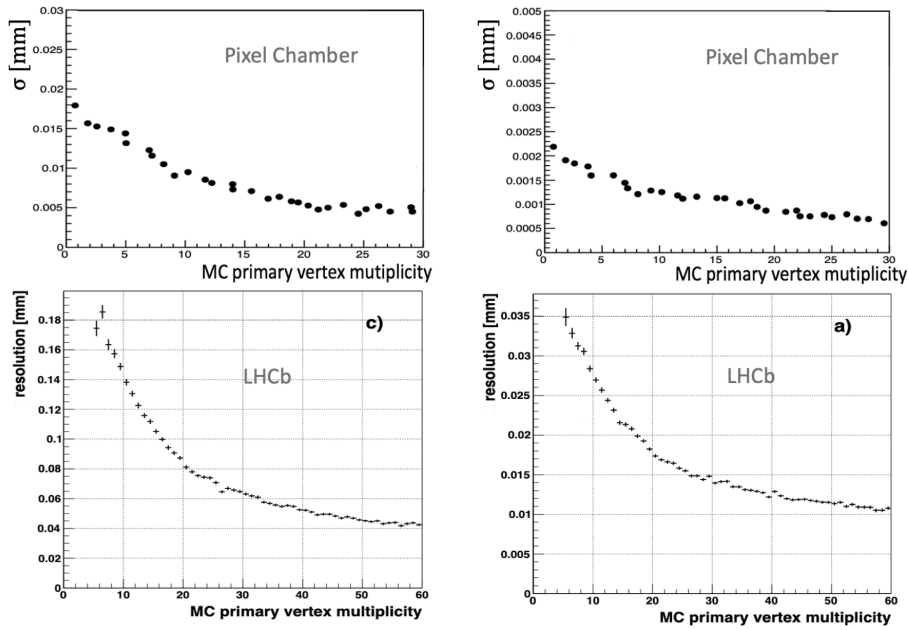 0.03
0.025
0.02
0.015
0.01
0.005
0
σ [mm]
Pixel Chamber
0 5 10 15 20 25 30
MC primary vertex mutiplicity
0.005
0.0045
0.004
0.0035
0.003
0.0025
0.002
0.0015
0.001
0.0005
0
σ [mm]
Pixel Chamber
0 5 10 15 20 25 30
MC primary vertex mutiplicity
resolution [mm]
0.18
0.16
0.14
0.12
0.1
0.08
0.06
0.04
0.02
0
c)
LHCb
0 10 20 30 40 50 60
MC primary vertex multiplicity
resolution [mm]
0.035
0.03
0.025
0.02
0.015
0.01
0.005
0
a)
LHCb
0 10 20 30 40 50 60
MC primary vertex multiplicity